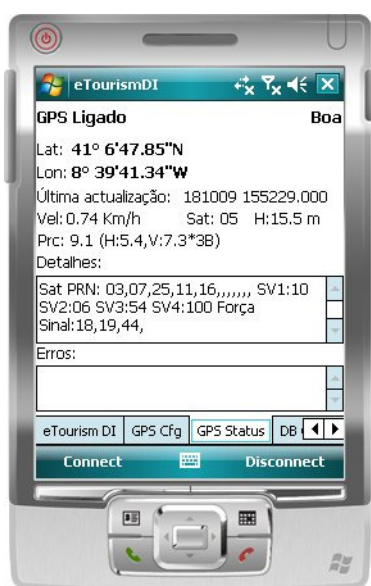 eTourismDI
GPS Ligado Boa
Lat: 41º 6'47.85"N
Lon: 8º 39'41.34"W
Última actualização: 181009 155229.000
Vel: 0.74 Km/h Sat: 05 H:15.5 m
Prc: 9.1 (H:5.4,V:7.3*3B)
Detalhes:
Sat PRN: 03,07,25,11,16,,,,,,, SV1:10
SV2:06 SV3:54 SV4:100 Força
Sinal:18,19,44,
Erros:
eTourism DI GPS Cfg GPS Status DB
Connect Disconnect